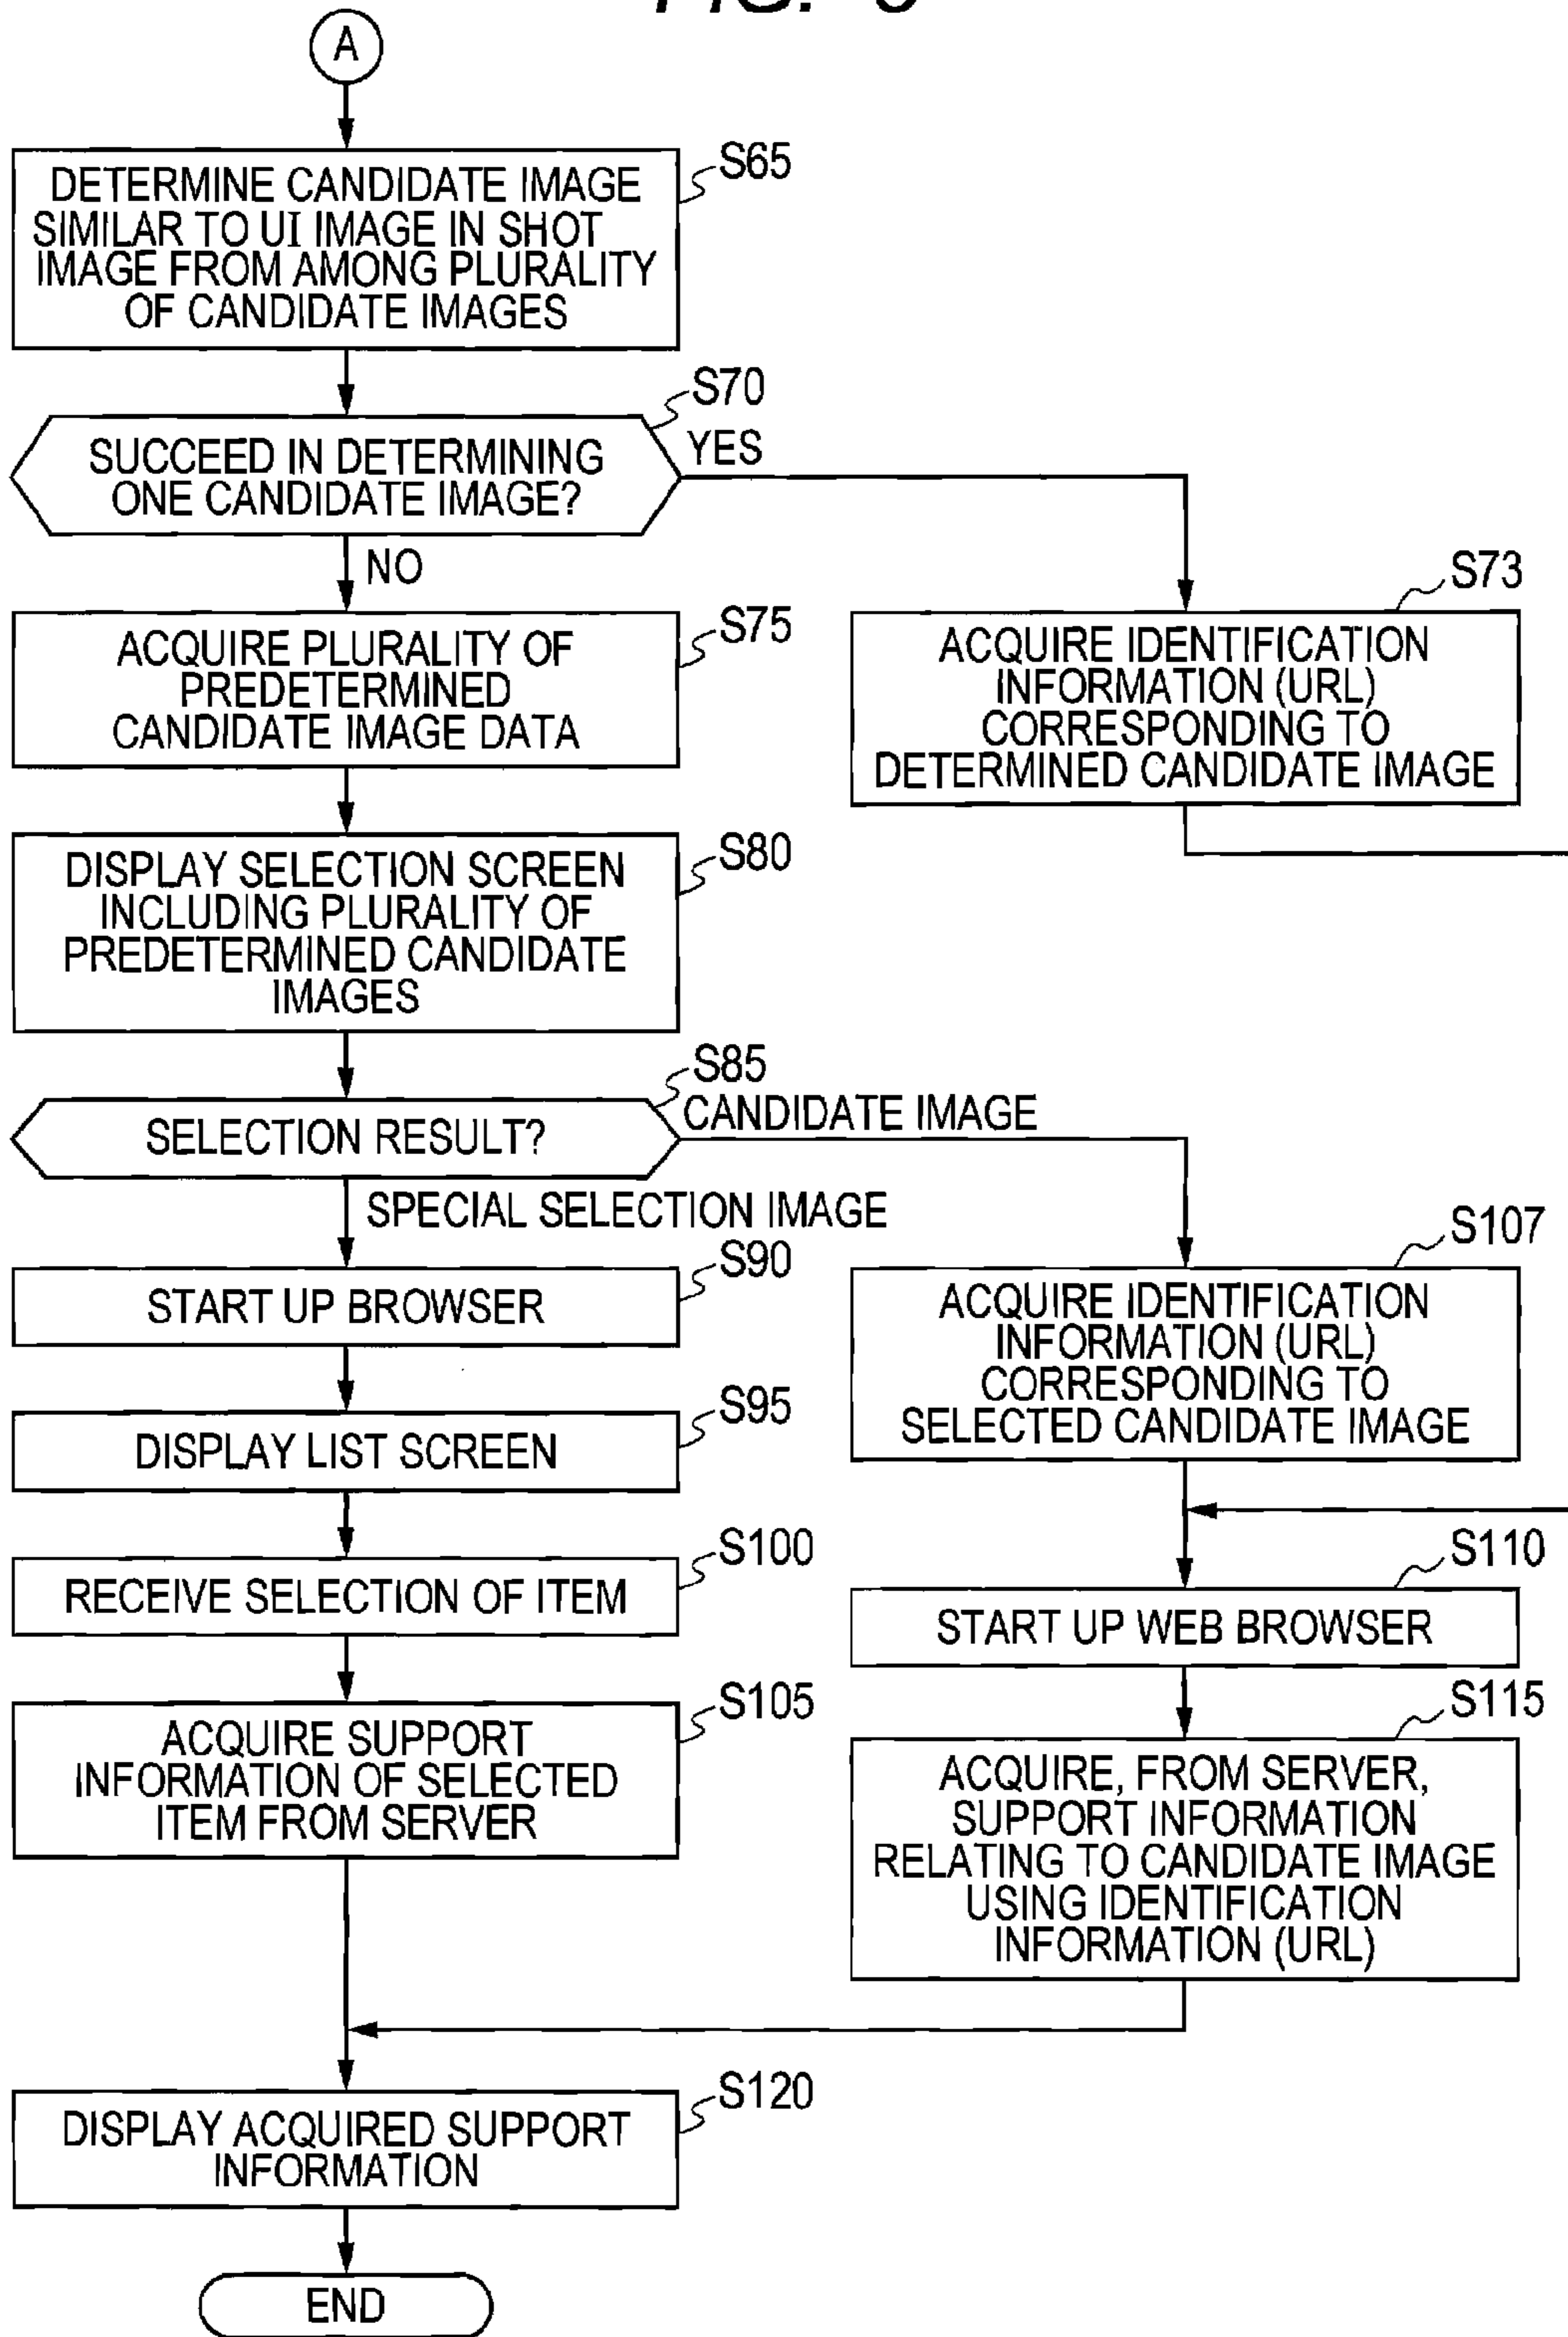 A
S65
DETERMINE CANDIDATE IMAGE
SIMILAR TO UI IMAGE IN SHOT
IMAGE FROM AMONG PLURALITY
OF CANDIDATE IMAGES
S70
SUCCEED IN DETERMINING
ONE CANDIDATE IMAGE?
YES
NO
S73
ACQUIRE IDENTIFICATION
INFORMATION (URL)
CORRESPONDING TO
DETERMINED CANDIDATE IMAGE
S75
ACQUIRE PLURALITY OF
PREDETERMINED
CANDIDATE IMAGE DATA
S80
DISPLAY SELECTION SCREEN
INCLUDING PLURALITY OF
PREDETERMINED CANDIDATE
IMAGES
S85
SELECTION RESULT?
CANDIDATE IMAGE
SPECIAL SELECTION IMAGE
S90
START UP BROWSER
S95
DISPLAY LIST SCREEN
S100
RECEIVE SELECTION OF ITEM
S105
ACQUIRE SUPPORT
INFORMATION OF SELECTED
ITEM FROM SERVER
S107
ACQUIRE IDENTIFICATION
INFORMATION (URL)
CORRESPONDING TO
SELECTED CANDIDATE IMAGE
S110
START UP WEB BROWSER
S115
ACQUIRE, FROM SERVER,
SUPPORT INFORMATION
RELATING TO CANDIDATE IMAGE
USING IDENTIFICATION
INFORMATION (URL)
S120
DISPLAY ACQUIRED SUPPORT
INFORMATION
END